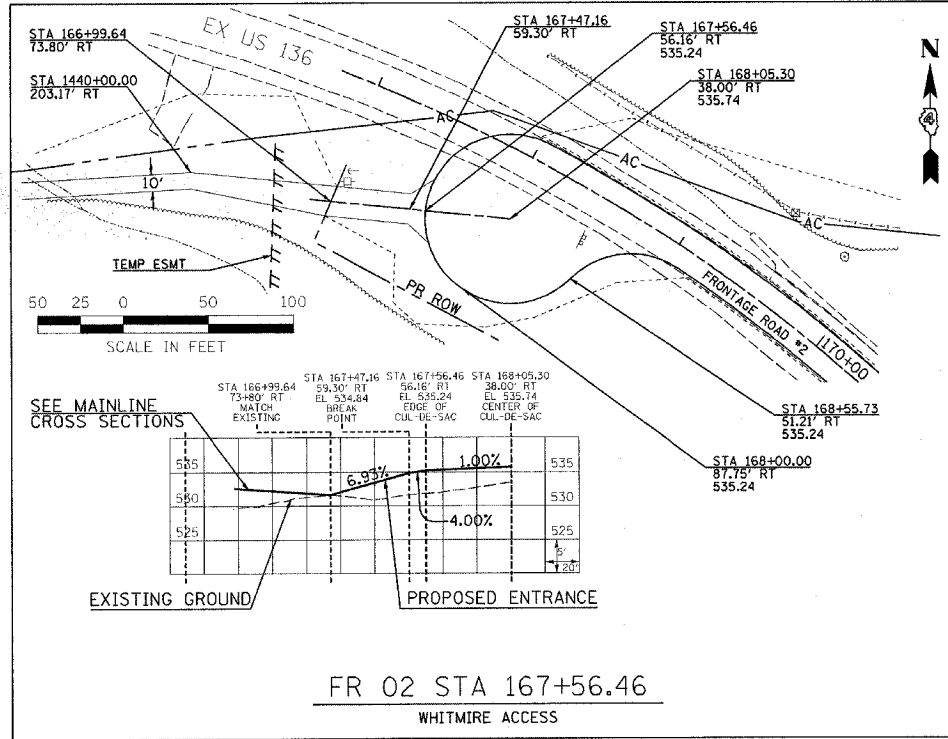 STA 166+99.64
73.80' RT
STA 1440+00.00
203.17' RT
EX US 136
STA 167+47.16
59.30' RT
STA 167+56.46
56.16' RT
535.24
STA 168+05.30
38.00' RT
535.74
N
4
AC
AC
AC
10'
TEMP ESMT
PR ROW
FRONTAGE ROAD #2
170+00
50 25 0 50 100
SCALE IN FEET
STA 168+55.73
51.21' RT
535.24
STA 168+00.00
87.75' RT
535.24
SEE MAINLINE
CROSS SECTIONS
STA 166+99.64
73+80' RT
MATCH
EXISTING
STA 167+47.16
59.30' RT
EL 534.84
BREAK
POINT
STA 167+56.46
56.16' RT
EL 535.24
EDGE OF
CUL-DE-SAC
STA 168+05.30
38.00' RT
EL 535.74
CENTER OF
CUL-DE-SAC
535 6.93% 1.00% 535
530 530
4.00%
525 525
5'
20'
EXISTING GROUND
PROPOSED ENTRANCE
FR 02 STA 167+56.46
WHITMIRE ACCESS